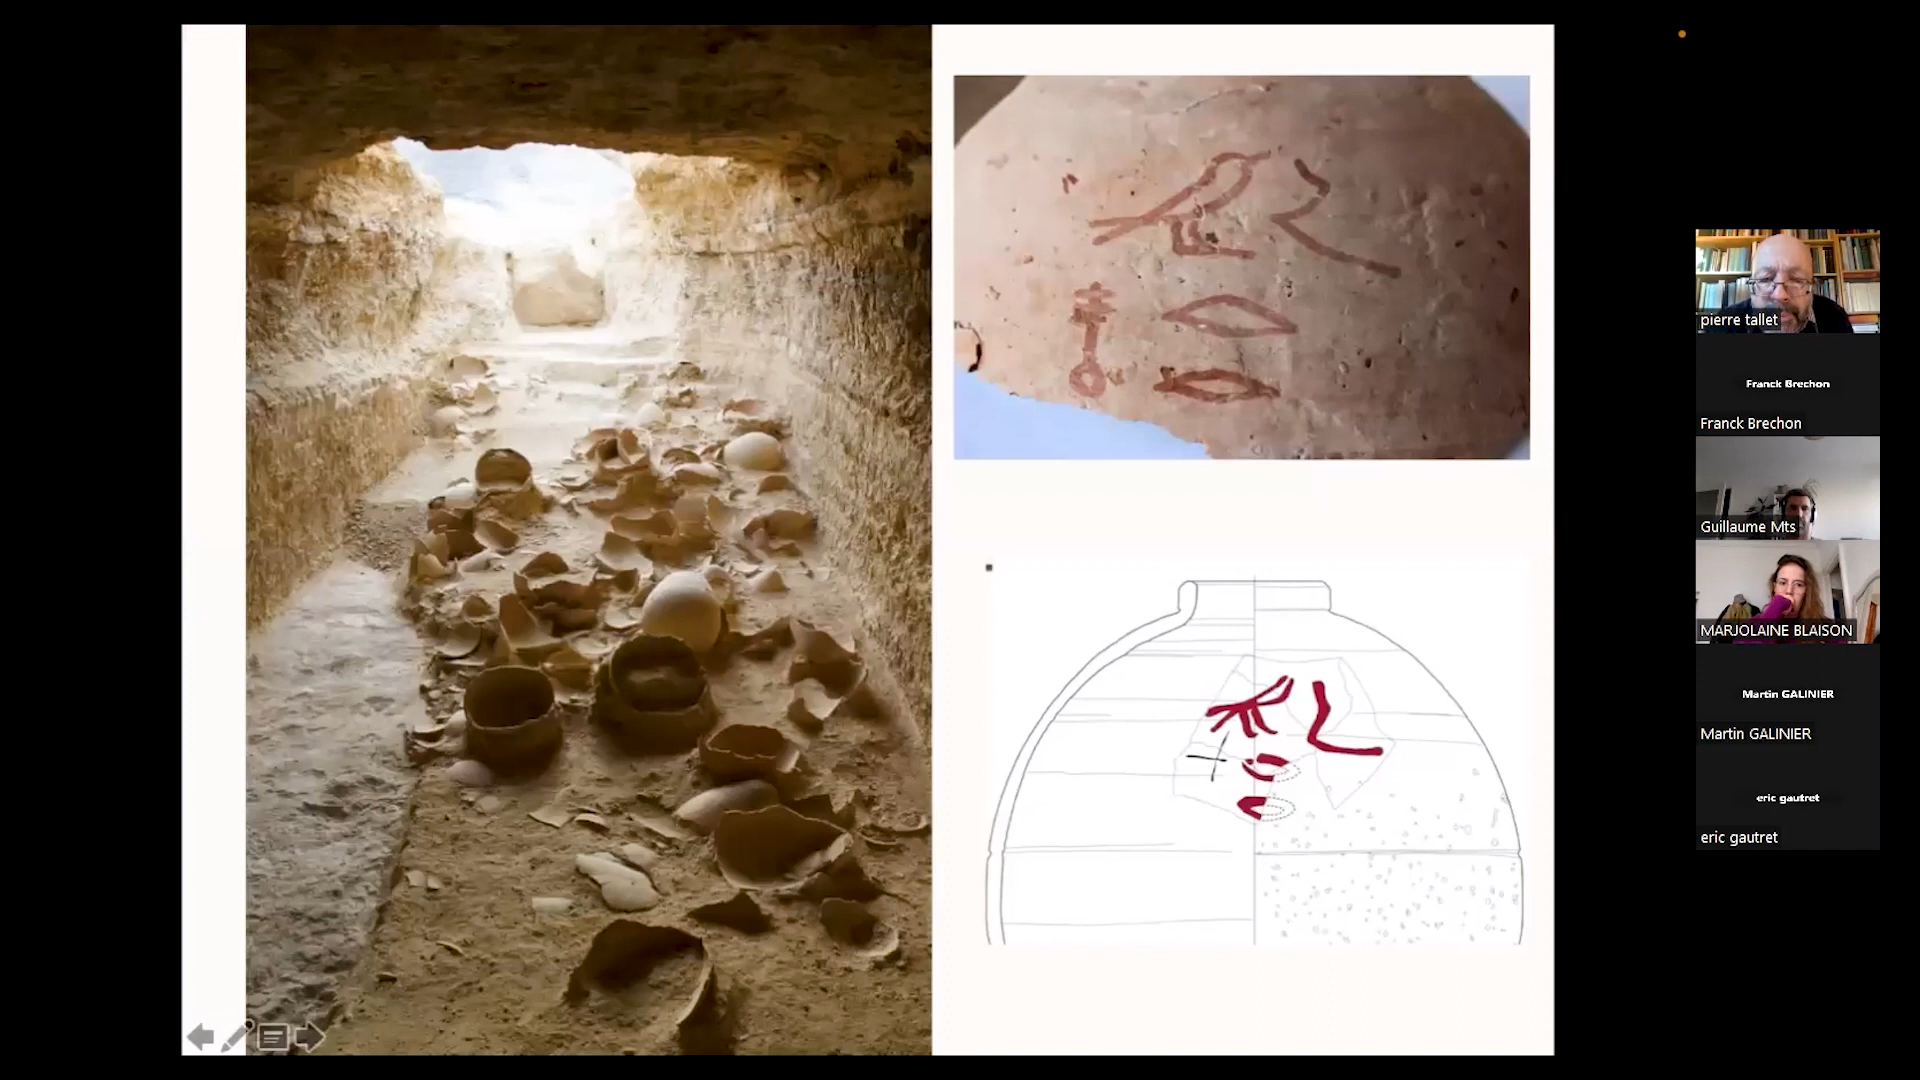 pierre tallet
Franck Brechon
Franck Brechon
Guillaume Mts
MARJOLAINE BLAISON
Martin GALINIER
Martin GALINIER
eric gautret
eric gautret